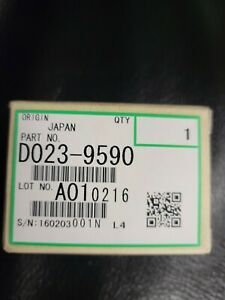 ORIGIN
JAPAN
QTY
1
PART NO.
D023-9590
LOT NO. A010216
S/N:160203001N L4